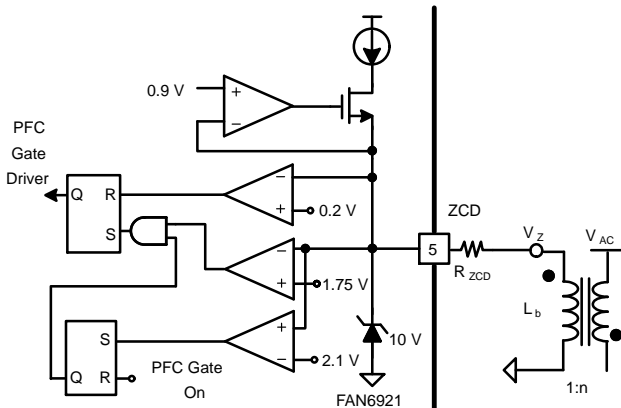 0.9 V
+
−
PFC
Gate
Driver
Q
R
S
−
+
0.2 V
ZCD
5
R ZCD
V Z
V AC
−
+
1.75 V
L b
S
Q
R
PFC Gate
On
+
−
2.1 V
10 V
FAN6921
1:n